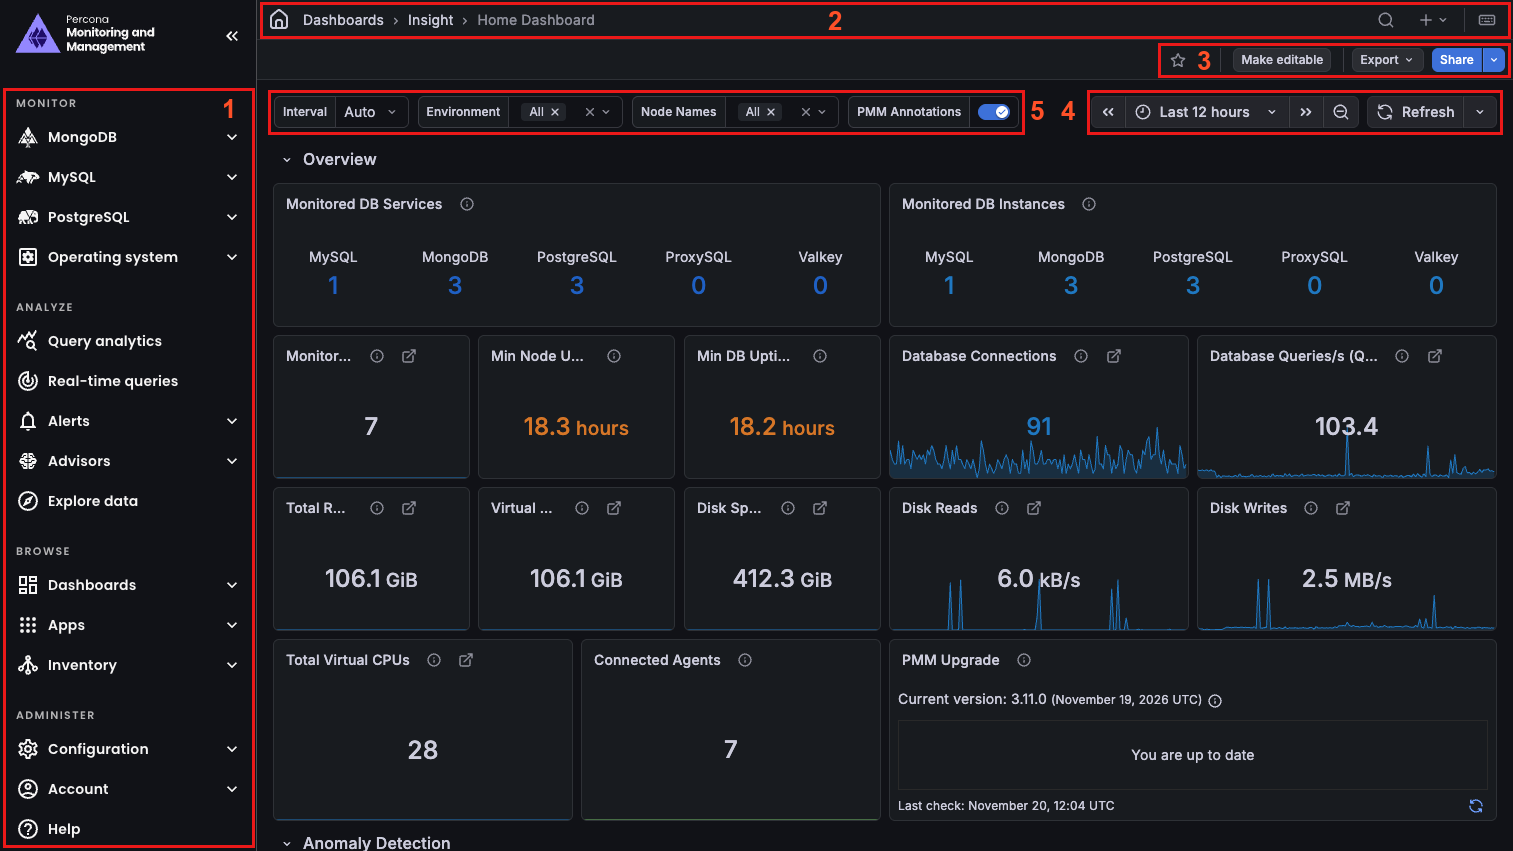 Percona
Monitoring and
Management
MONITOR
1
MongoDB
MySQL
PostgreSQL
Operating system
ANALYZE
Query analytics
Real-time queries
Alerts
Advisors
Explore data
BROWSE
Dashboards
Apps
Inventory
ADMINISTER
Configuration
Account
Help
Dashboards › Insight › Home Dashboard
2
3
Make editable
Export
Share
Interval Auto
Environment All
Node Names All
PMM Annotations
5
4
Last 12 hours
Refresh
Overview
Monitored DB Services
MySQL MongoDB PostgreSQL ProxySQL Valkey
1 3 3 0 0
Monitored DB Instances
MySQL MongoDB PostgreSQL ProxySQL Valkey
1 3 3 0 0
Monitor...
7
Min Node U...
18.3 hours
Min DB Upti...
18.2 hours
Database Connections
91
Database Queries/s (Q...
103.4
Total R...
106.1 GiB
Virtual ...
106.1 GiB
Disk Sp...
412.3 GiB
Disk Reads
6.0 kB/s
Disk Writes
2.5 MB/s
Total Virtual CPUs
28
Connected Agents
7
PMM Upgrade
Current version: 3.11.0 (November 19, 2026 UTC)
You are up to date
Last check: November 20, 12:04 UTC
Anomaly Detection